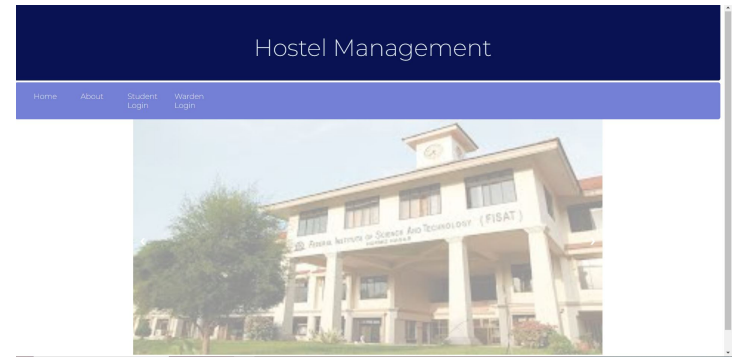 Hostel Management
Home About Student Login Warden Login
FEDERAL INSTITUTE OF SCIENCE AND TECHNOLOGY (FISAT)